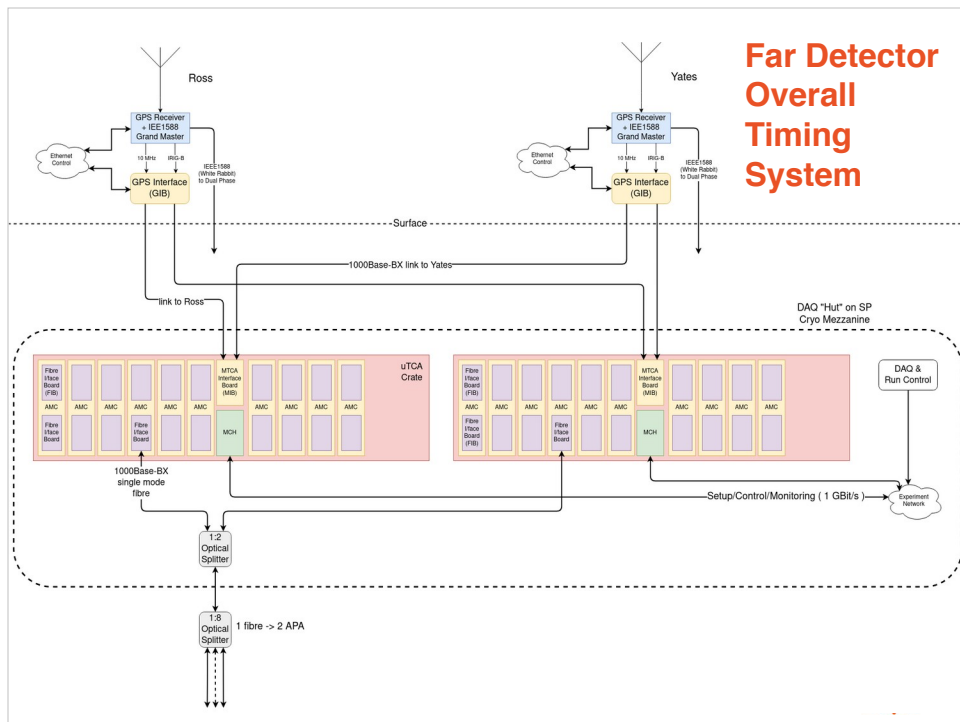 Far Detector
Overall
Timing
System
Ross
GPS Receiver
+ IEE1588
Grand Master
Ethernet
Control
10 MHz
IRIG-B
IEEE1588
(White Rabbit)
to Dual Phase
GPS Interface
(GIB)
Yates
GPS Receiver
+ IEE1588
Grand Master
Ethernet
Control
10 MHz
IRIG-B
IEEE1588
(White Rabbit)
to Dual Phase
GPS Interface
(GIB)
Surface
1000Base-BX link to Yates
link to Ross
DAQ "Hut" on SP
Cryo Mezzanine
Fibre
I/face
Board
(FIB)
AMC
Fibre
I/face
Board
AMC
AMC
AMC
Fibre
I/face
Board
AMC
MTCA
Interface
Board
(MIB)
MCH
AMC
AMC
AMC
AMC
uTCA
Crate
Fibre
I/face
Board
(FIB)
AMC
Fibre
I/face
Board
(FIB)
AMC
AMC
AMC
Fibre
I/face
Board
AMC
MTCA
Interface
Board
(MIB)
MCH
AMC
AMC
AMC
AMC
DAQ &
Run Control
1000Base-BX
single mode
fibre
Setup/Control/Monitoring ( 1 GBit/s )
Experiment
Network
1:2
Optical
Splitter
1:8
Optical
Splitter
1 fibre -> 2 APA